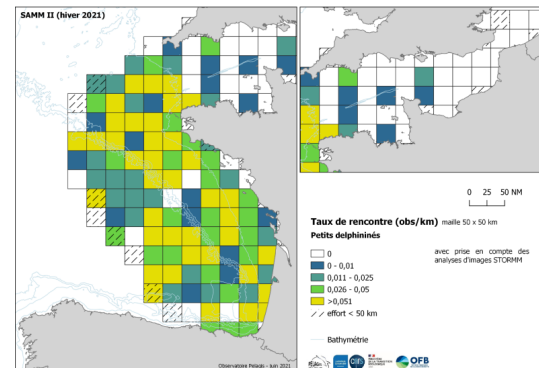 SAMM II (hiver 2021)
0 25 50 NM
Taux de rencontre (obs/km) maille 50 x 50 km
Petits delphininés
avec prise en compte des
analyses d'images STORMM
0
0 - 0,01
0,011 - 0,025
0,026 - 0,05
>0,051
effort < 50 km
Bathymétrie
OFB
Observatoire Pelagis - juin 2021